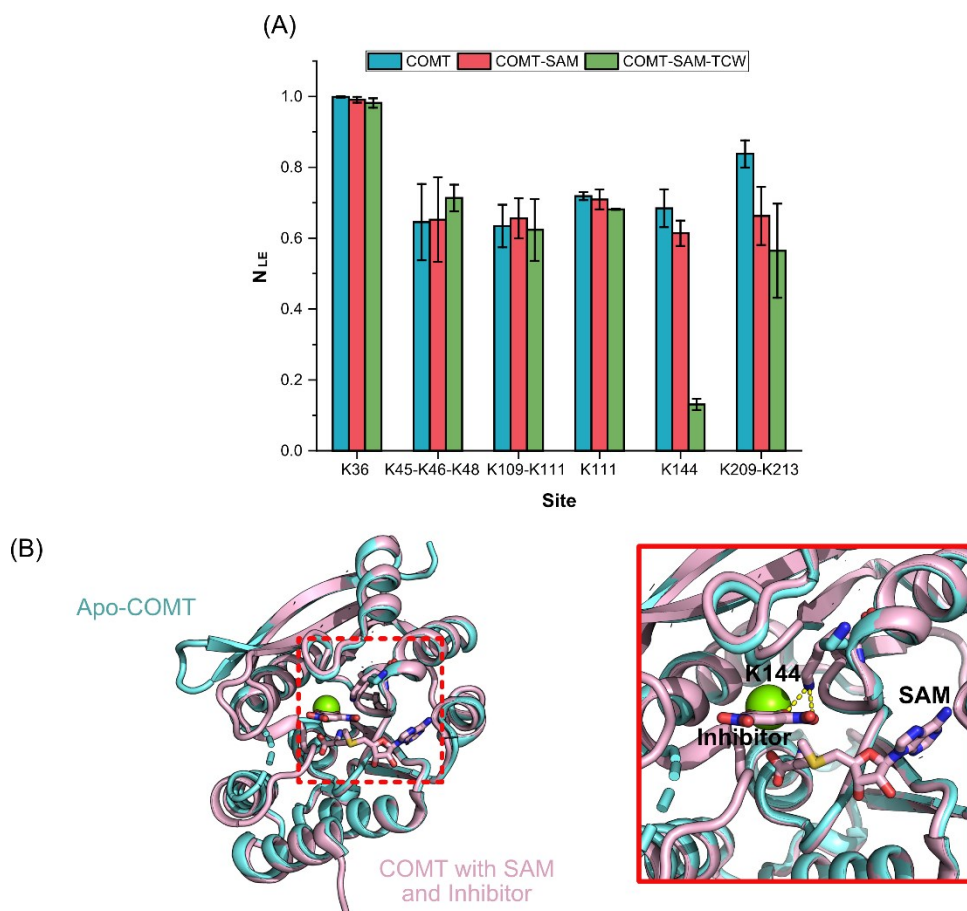 (A)
COMT COMT-SAM COMT-SAM-TCW
1.0
0.8
0.6
0.4
0.2
0.0
N_LE
K36 K45-K46-K48 K109-K111 K111 K144 K209-K213
Site
(B)
Apo-COMT
COMT with SAM
and Inhibitor
K144
SAM
Inhibitor